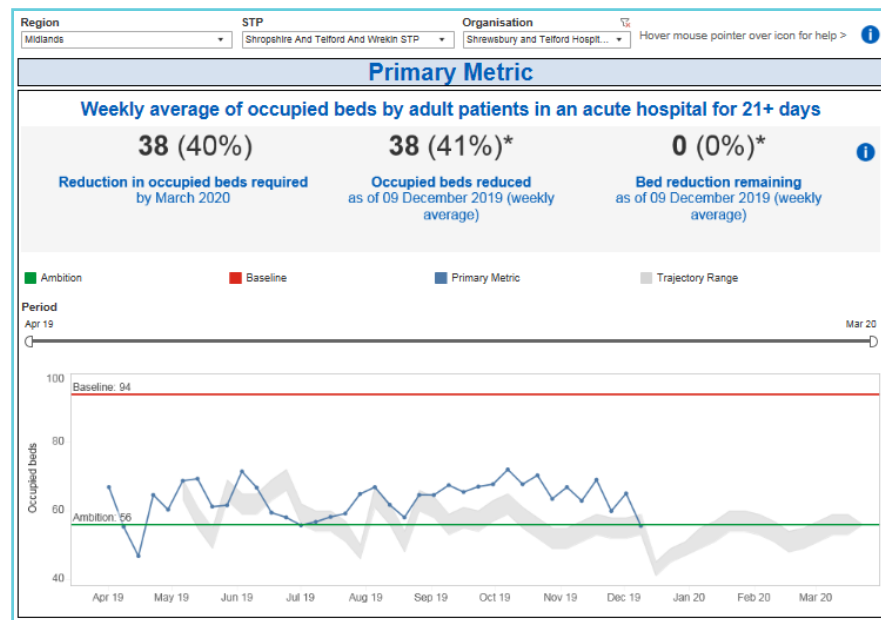 Region STP Organisation
Midlands Shropshire And Telford And Wrekin STP Shrewsbury and Telford Hospit... Hover mouse pointer over icon for help > i
Primary Metric
Weekly average of occupied beds by adult patients in an acute hospital for 21+ days
38 (40%) 38 (41%)* 0 (0%)* i
Reduction in occupied beds required Occupied beds reduced Bed reduction remaining
by March 2020 as of 09 December 2019 (weekly as of 09 December 2019 (weekly
average) average)
Ambition Baseline Primary Metric Trajectory Range
Period
Apr 19 Mar 20
100
Baseline: 94
80
Occupied beds
60
Ambition: 56
40
Apr 19 May 19 Jun 19 Jul 19 Aug 19 Sep 19 Oct 19 Nov 19 Dec 19 Jan 20 Feb 20 Mar 20